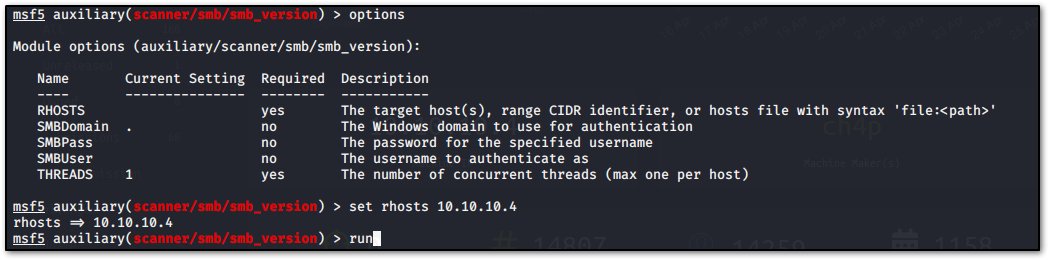 msf5 auxiliary(scanner/smb/smb_version) > options
Module options (auxiliary/scanner/smb/smb_version):
Name Current Setting Required Description
---- --------------- -------- -----------
RHOSTS yes The target host(s), range CIDR identifier, or hosts file with syntax 'file:<path>'
SMBDomain . no The Windows domain to use for authentication
SMBPass no The password for the specified username
SMBUser no The username to authenticate as
THREADS 1 yes The number of concurrent threads (max one per host)
msf5 auxiliary(scanner/smb/smb_version) > set rhosts 10.10.10.4
rhosts => 10.10.10.4
msf5 auxiliary(scanner/smb/smb_version) > run
ch4p
# 14807
14259
1158